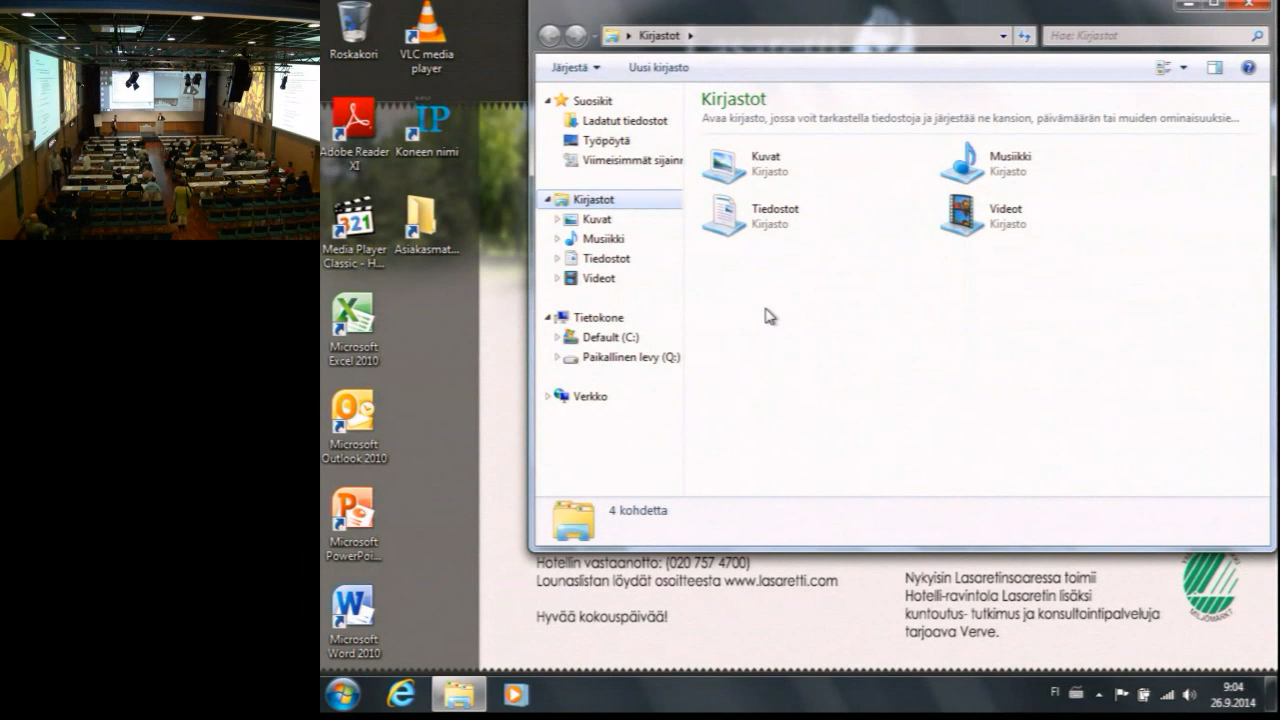 Roskakori
VLC media
player
Adobe Reader
XI
IP
Koneen nimi
321
Media Player
Classic - H...
Asiakasmat...
Microsoft
Excel 2010
Microsoft
Outlook 2010
Microsoft
PowerPoi...
Microsoft
Word 2010
Kirjastot
Hae: Kirjastot
Järjestä
Uusi kirjasto
Suosikit
Ladatut tiedostot
Työpöytä
Viimeisimmät sijainn
Kirjastot
Kuvat
Musiikki
Tiedostot
Videot
Tietokone
Default (C:)
Paikallinen levy (Q:)
Verkko
Kirjastot
Avaa kirjasto, jossa voit tarkastella tiedostoja ja järjestää ne kansion, päivämäärän tai muiden ominaisuuksie...
Kuvat
Kirjasto
Musiikki
Kirjasto
Tiedostot
Kirjasto
Videot
Kirjasto
4 kohdetta
Hotellin vastaanotto: (020 757 4700)
Lounaslistan löydät osoitteesta www.lasaretti.com
Hyvää kokouspäivää!
Nykyisin Lasaretinsaaressa toimii
Hotelli-ravintola Lasaretin lisäksi
kuntoutus- tutkimus ja konsultointipalveluja
tarjoava Verve.
FI
9:04
26.9.2014